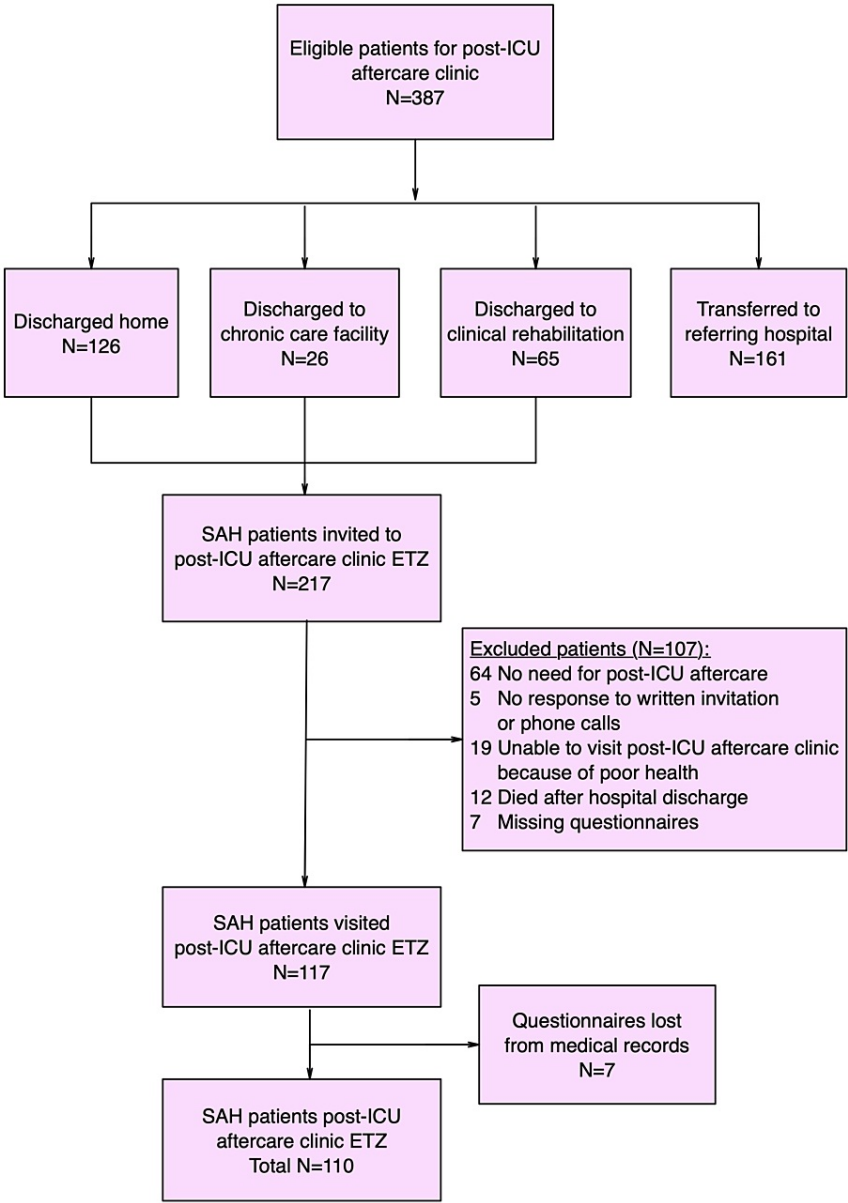 Eligible patients for post-ICU
aftercare clinic
N=387
Discharged home
N=126
Discharged to
chronic care facility
N=26
Discharged to
clinical rehabilitation
N=65
Transferred to
referring hospital
N=161
SAH patients invited to
post-ICU aftercare clinic ETZ
N=217
Excluded patients (N=107):
64 No need for post-ICU aftercare
5 No response to written invitation
or phone calls
19 Unable to visit post-ICU aftercare clinic
because of poor health
12 Died after hospital discharge
7 Missing questionnaires
SAH patients visited
post-ICU aftercare clinic ETZ
N=117
Questionnaires lost
from medical records
N=7
SAH patients post-ICU
aftercare clinic ETZ
Total N=110